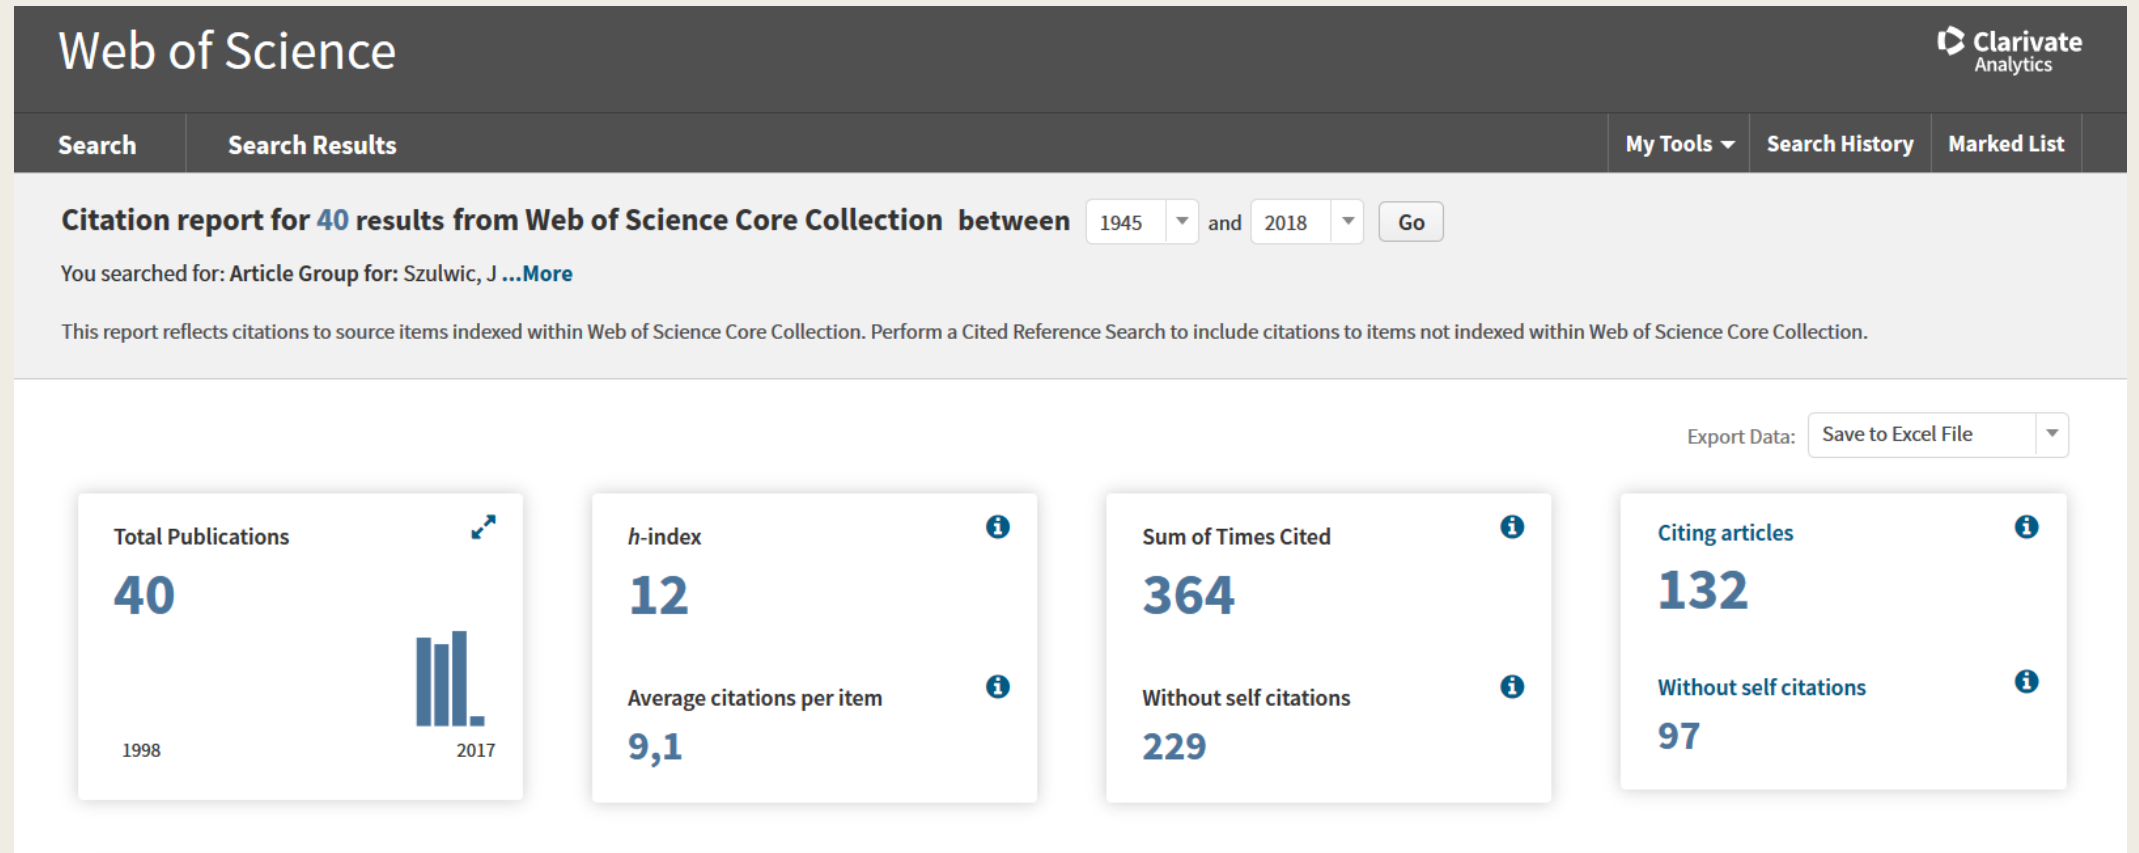 Web of Science
Clarivate
Analytics
Search
Search Results
My Tools
Search History
Marked List
Citation report for 40 results from Web of Science Core Collection between 1945 and 2018 Go
You searched for: Article Group for: Szulwic, J ...More
This report reflects citations to source items indexed within Web of Science Core Collection. Perform a Cited Reference Search to include citations to items not indexed within Web of Science Core Collection.
Export Data: Save to Excel File
Total Publications
40
1998
2017
h-index
12
Average citations per item
9,1
Sum of Times Cited
364
Without self citations
229
Citing articles
132
Without self citations
97